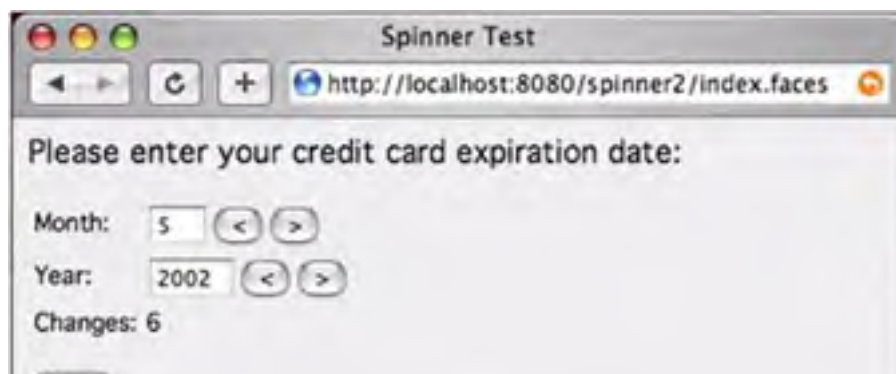 Spinner Test
http://localhost:8080/spinner2/index.faces
Please enter your credit card expiration date:
Month: 5 < >
Year: 2002 < >
Changes: 6